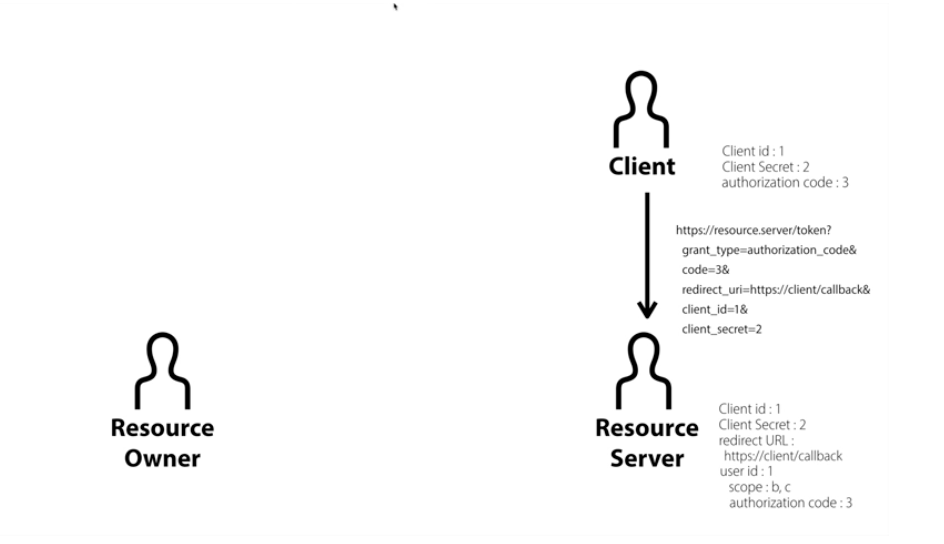 Client
Client id : 1
Client Secret : 2
authorization code : 3
https://resource.server/token?
grant_type=authorization_code&
code=3&
redirect_uri=https://client/callback&
client_id=1&
client_secret=2
Resource
Owner
Resource
Server
Client id : 1
Client Secret : 2
redirect URL :
https://client/callback
user id : 1
scope : b, c
authorization code : 3